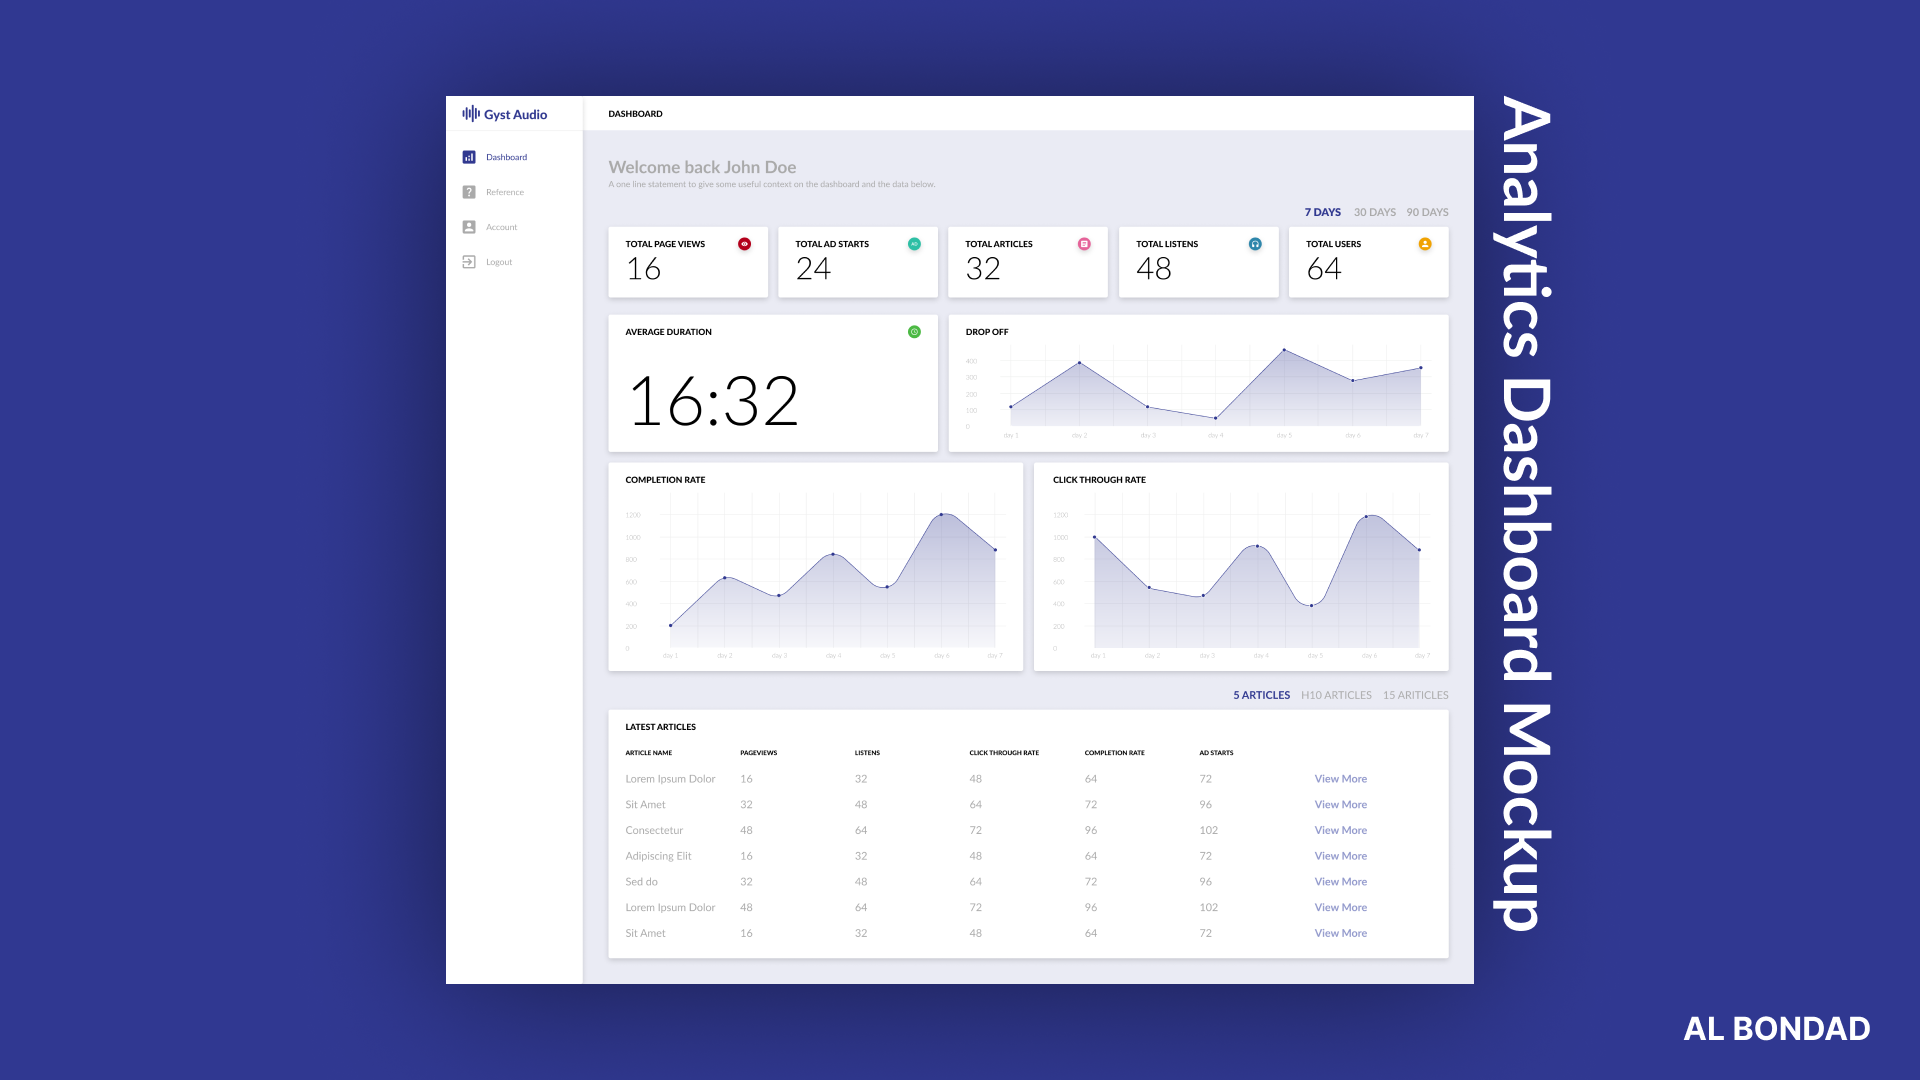 Gyst Audio
DASHBOARD
Dashboard
Reference
Account
Logout
Welcome back John Doe
A one line statement to give some useful context on the dashboard and the data below.
7 DAYS 30 DAYS 90 DAYS
TOTAL PAGE VIEWS
16
TOTAL AD STARTS
AD
24
TOTAL ARTICLES
32
TOTAL LISTENS
48
TOTAL USERS
64
AVERAGE DURATION
16:32
DROP OFF
400
300
200
100
0
day 1 day 2 day 3 day 4 day 5 day 6 day 7
COMPLETION RATE
1200
1000
800
600
400
200
0
day 1 day 2 day 3 day 4 day 5 day 6 day 7
CLICK THROUGH RATE
1200
1000
800
600
400
200
0
day 1 day 2 day 3 day 4 day 5 day 6 day 7
5 ARTICLES H10 ARTICLES 15 ARITICLES
LATEST ARTICLES
ARTICLE NAME PAGEVIEWS LISTENS CLICK THROUGH RATE COMPLETION RATE AD STARTS
Lorem Ipsum Dolor 16 32 48 64 72 View More
Sit Amet 32 48 64 72 96 View More
Consectetur 48 64 72 96 102 View More
Adipiscing Elit 16 32 48 64 72 View More
Sed do 32 48 64 72 96 View More
Lorem Ipsum Dolor 48 64 72 96 102 View More
Sit Amet 16 32 48 64 72 View More
Analytics Dashboard Mockup
AL BONDAD